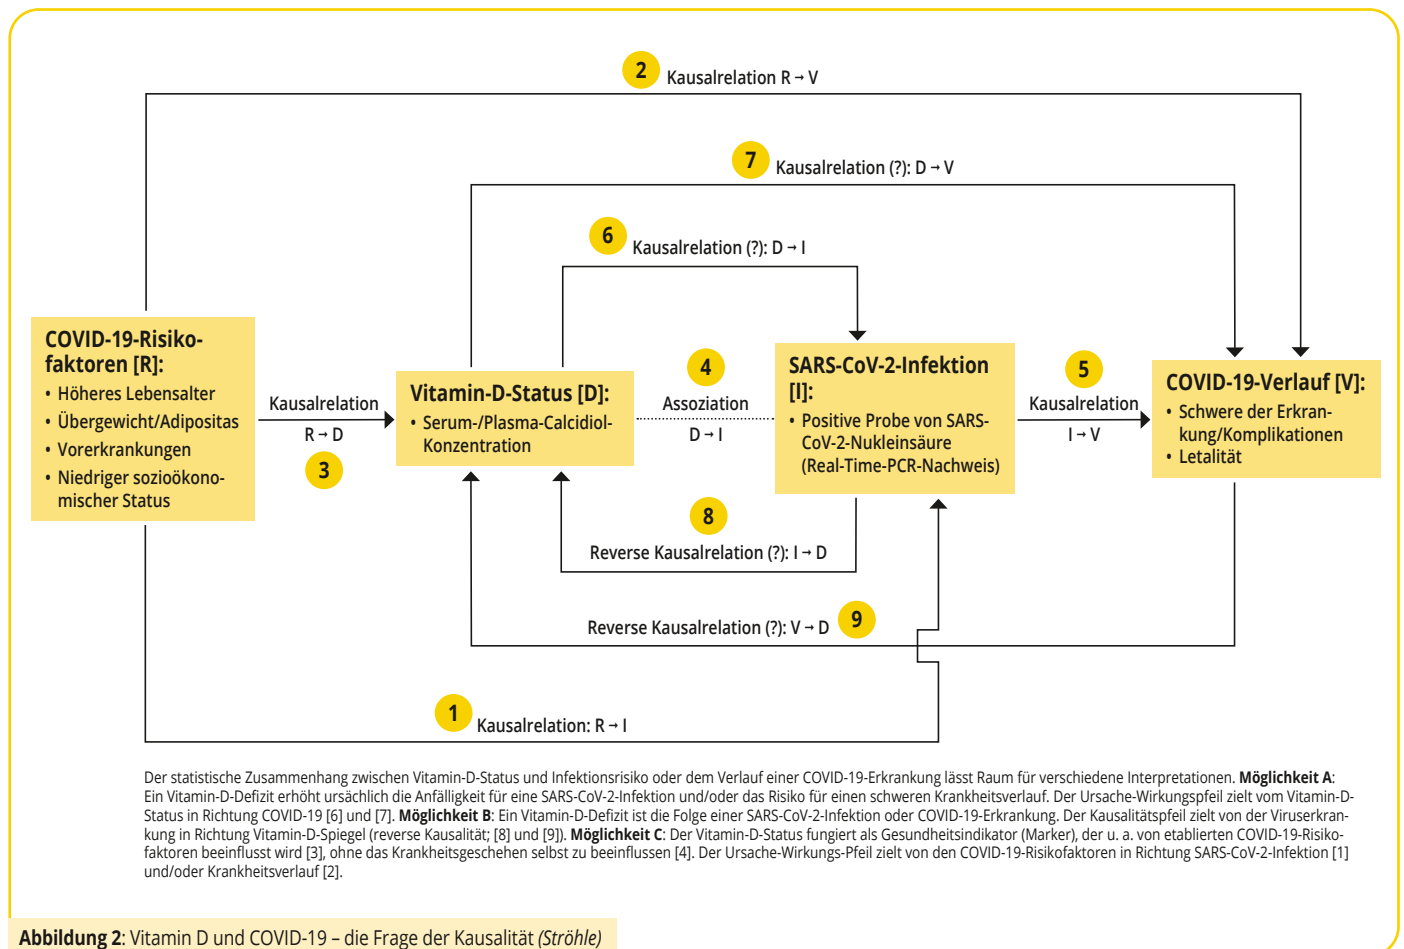 2 Kausalrelation R → V
7 Kausalrelation (?): D → V
6 Kausalrelation (?): D → I
COVID-19-Risiko-
faktoren [R]:
• Höheres Lebensalter
• Übergewicht/Adipositas
• Vorerkrankungen
• Niedriger sozioökono-
mischer Status
Kausalrelation
R → D
3
Vitamin-D-Status [D]:
• Serum-/Plasma-Calcidiol-
Konzentration
4
Assoziation
D → I
SARS-CoV-2-Infektion
[I]:
• Positive Probe von SARS-
CoV-2-Nukleinsäure
(Real-Time-PCR-Nachweis)
5
Kausalrelation
I → V
COVID-19-Verlauf [V]:
• Schwere der Erkran-
kung/Komplikationen
• Letalität
8
Reverse Kausalrelation (?): I → D
Reverse Kausalrelation (?): V → D 9
1 Kausalrelation: R → I
Der statistische Zusammenhang zwischen Vitamin-D-Status und Infektionsrisiko oder dem Verlauf einer COVID-19-Erkrankung lässt Raum für verschiedene Interpretationen. Möglichkeit A:
Ein Vitamin-D-Defizit erhöht ursächlich die Anfälligkeit für eine SARS-CoV-2-Infektion und/oder das Risiko für einen schweren Krankheitsverlauf. Der Ursache-Wirkungspfeil zielt vom Vitamin-D-
Status in Richtung COVID-19 [6] und [7]. Möglichkeit B: Ein Vitamin-D-Defizit ist die Folge einer SARS-CoV-2-Infektion oder COVID-19-Erkrankung. Der Kausalitätspfeil zielt von der Viruserkran-
kung in Richtung Vitamin-D-Spiegel (reverse Kausalität; [8] und [9]). Möglichkeit C: Der Vitamin-D-Status fungiert als Gesundheitsindikator (Marker), der u. a. von etablierten COVID-19-Risiko-
faktoren beeinflusst wird [3], ohne das Krankheitsgeschehen selbst zu beeinflussen [4]. Der Ursache-Wirkungs-Pfeil zielt von den COVID-19-Risikofaktoren in Richtung SARS-CoV-2-Infektion [1]
und/oder Krankheitsverlauf [2].
Abbildung 2: Vitamin D und COVID-19 – die Frage der Kausalität (Ströhle)